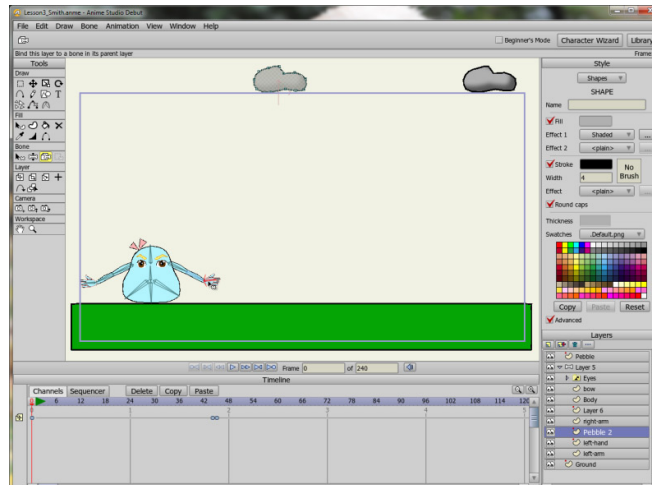 Lesson3_Smith.anme - Anime Studio Debut
File Edit Draw Bone Animation View Window Help
Beginner's Mode Character Wizard Library
Bind this layer to a bone in its parent layer
Frame
Tools
Draw
Fill
Bone
Layer
Camera
Workspace
Style
Shapes
SHAPE
Name
Fill
Effect 1 Shaded ...
Effect 2 <plain> ...
Stroke
No Brush
Width 4
Effect <plain> ...
Round caps
Thickness
Swatches .Default.png
Copy Paste Reset
Advanced
Layers
Pebble
Layer 5
Eyes
bow
Body
Layer 6
right-arm
Pebble 2
left-hand
left-arm
Ground
Frame 0 of 240
Timeline
Channels Sequencer Delete Copy Paste
0 6 12 18 24 30 36 42 48 54 60 66 72 78 84 90 96 102 108 114 120
0 1 2 3 4 5